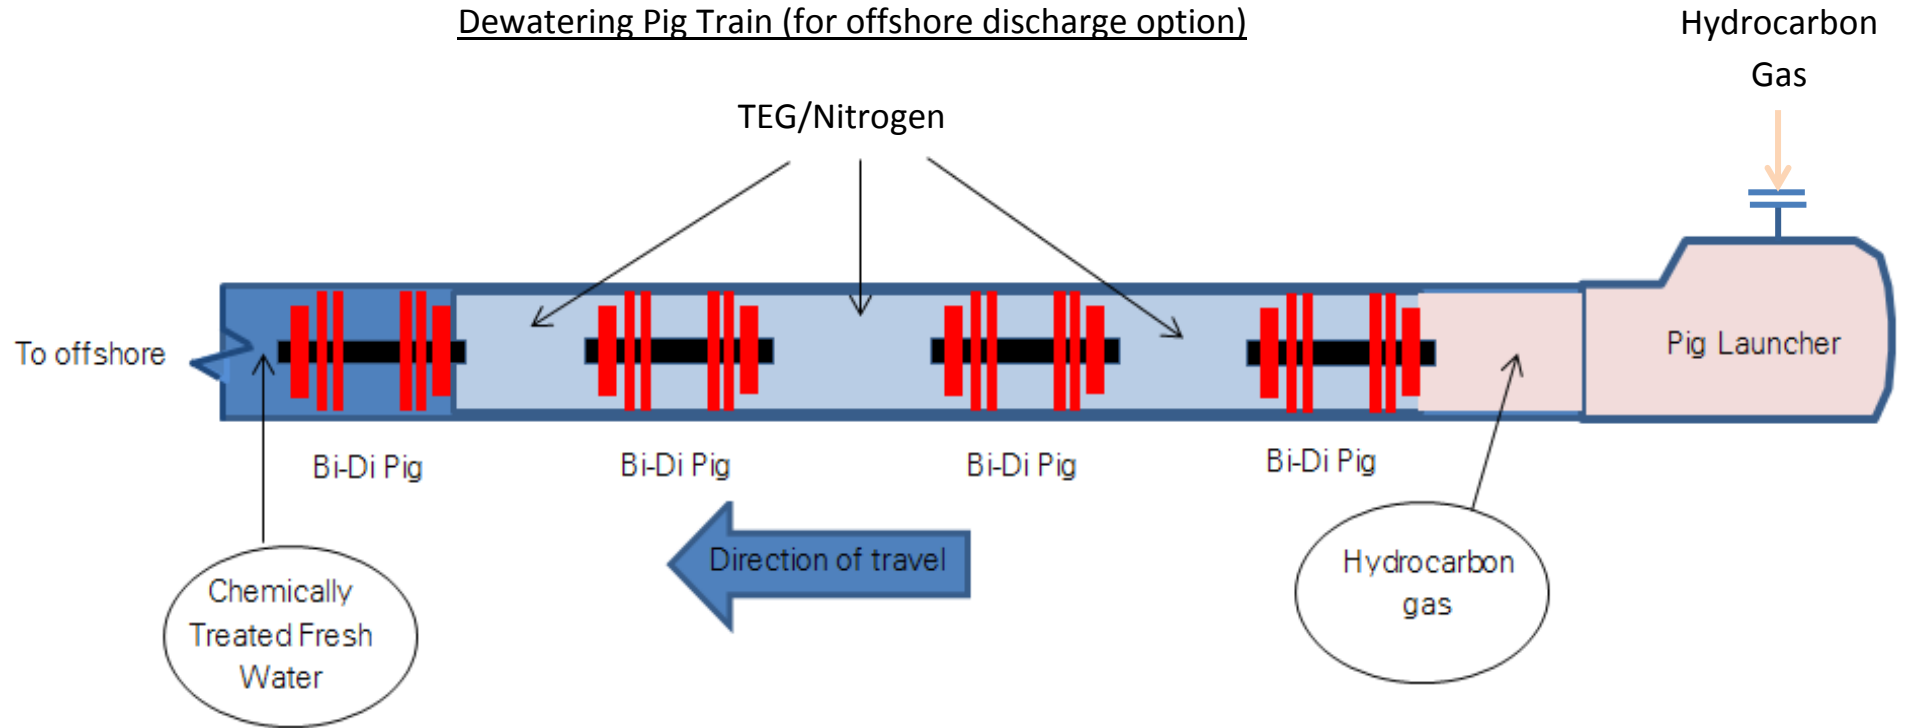 Dewatering Pig Train (for offshore discharge option)
Hydrocarbon
Gas
TEG/Nitrogen
To offshore
Pig Launcher
Bi-Di Pig
Bi-Di Pig
Bi-Di Pig
Bi-Di Pig
Direction of travel
Hydrocarbon
gas
Chemically
Treated Fresh
Water